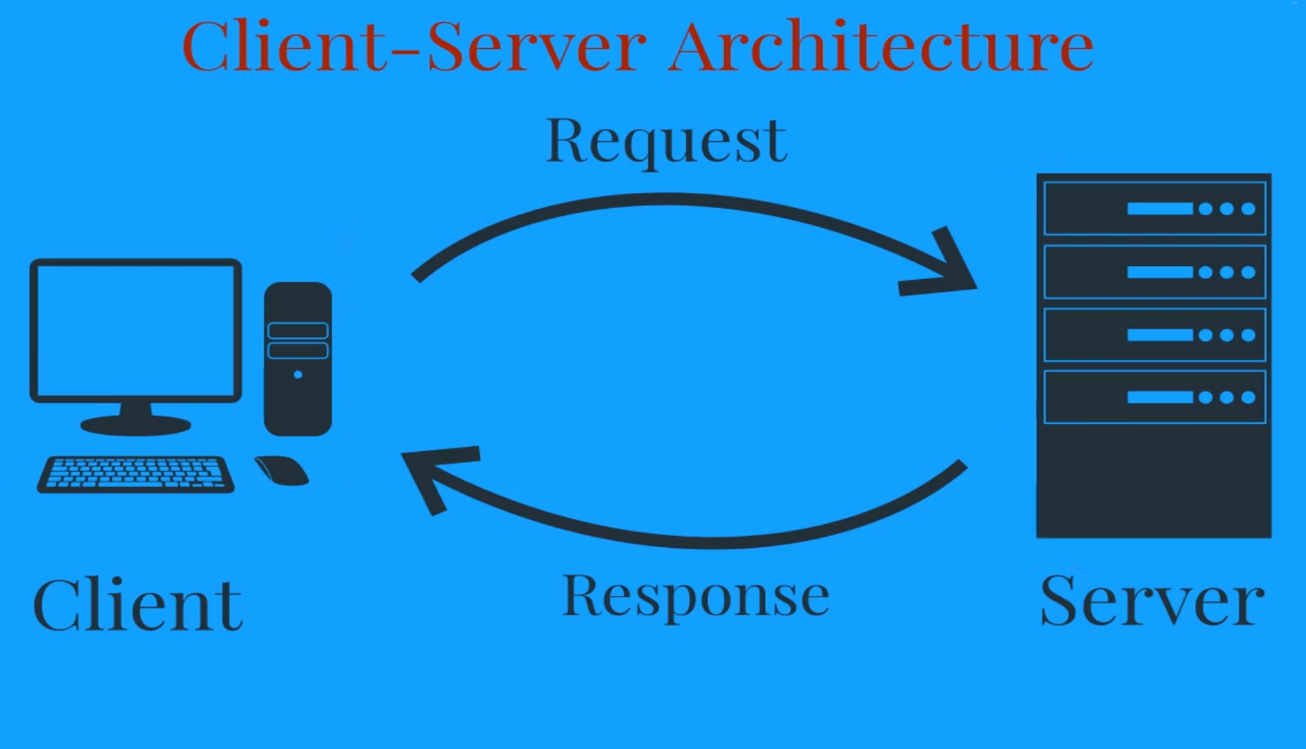 Client-Server Architecture
Request
Response
Client
Server